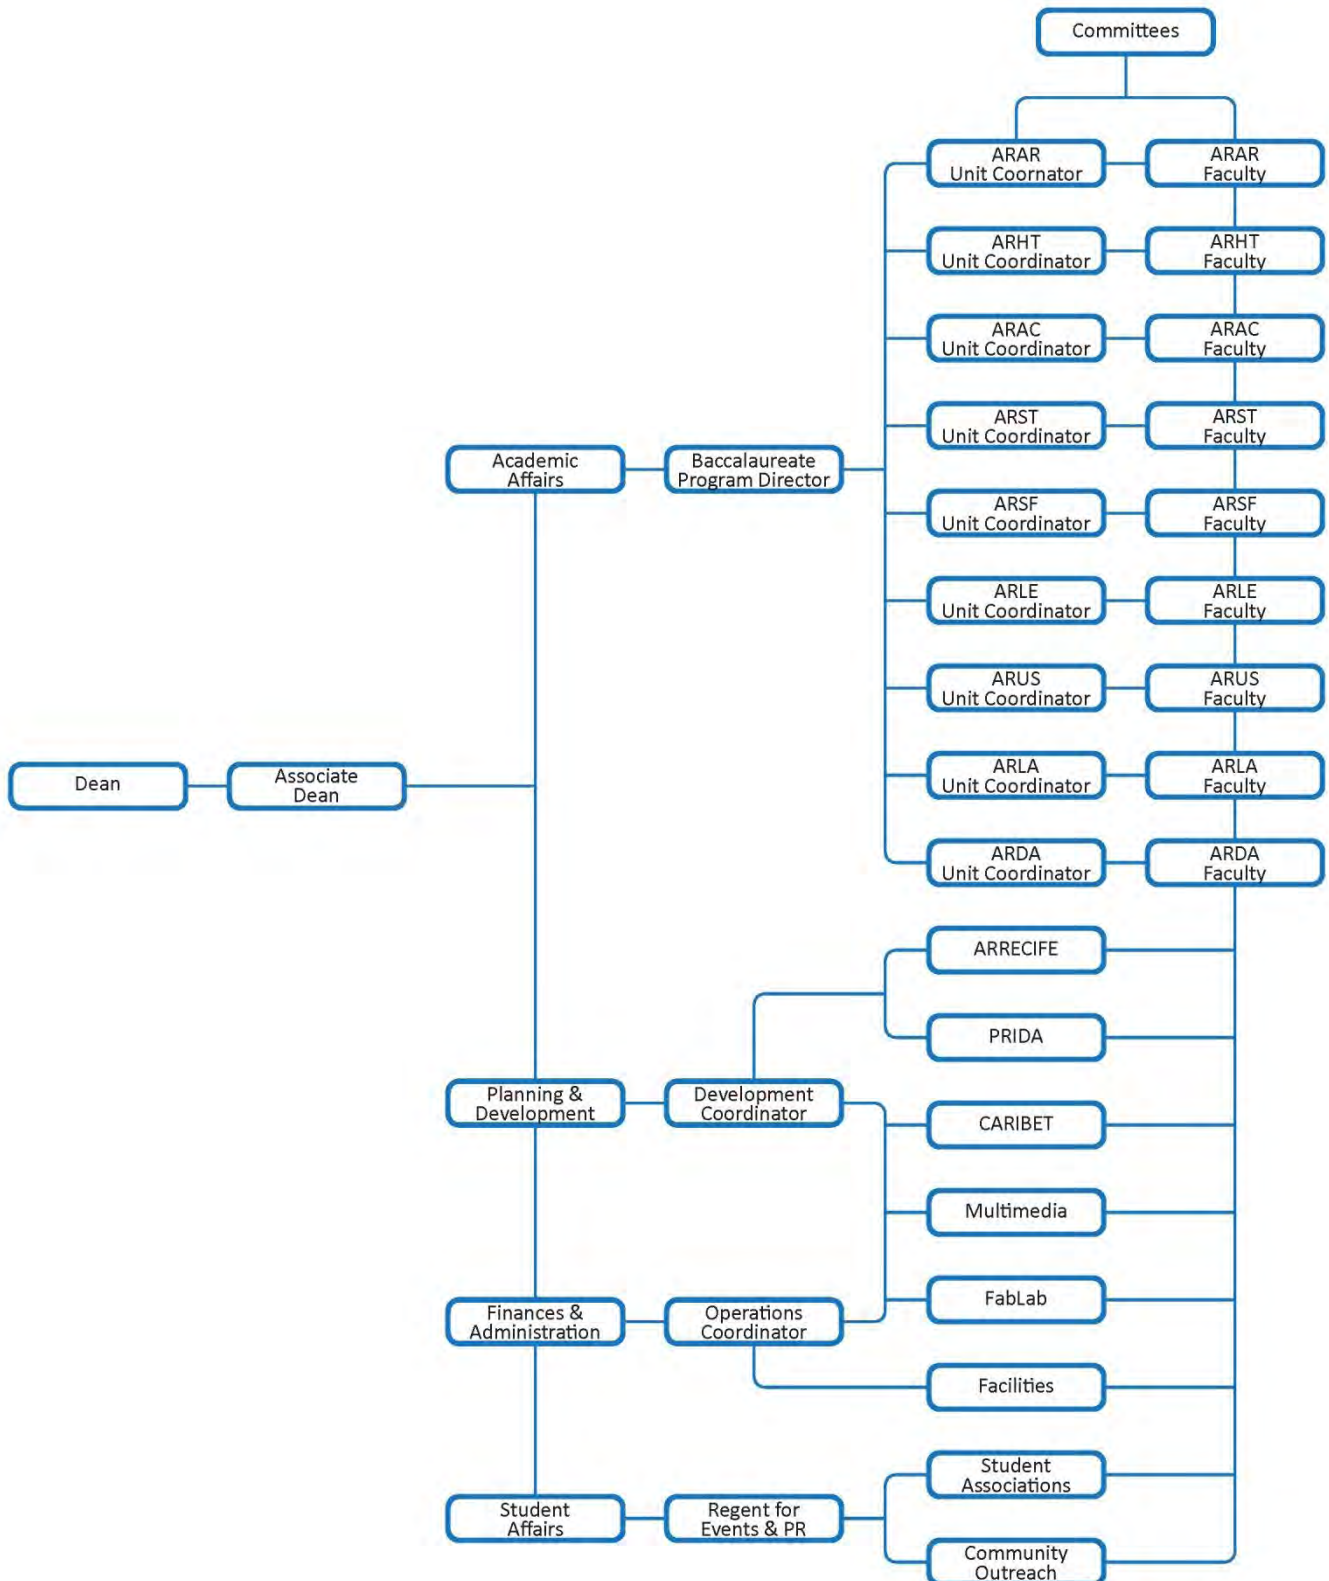 Committees
ARAR
Unit Coornator
ARAR
Faculty
ARHT
Unit Coordinator
ARHT
Faculty
ARAC
Unit Coordinator
ARAC
Faculty
ARST
Unit Coordinator
ARST
Faculty
Academic
Affairs
Baccalaureate
Program Director
ARSF
Unit Coordinator
ARSF
Faculty
ARLE
Unit Coordinator
ARLE
Faculty
ARUS
Unit Coordinator
ARUS
Faculty
Dean
Associate
Dean
ARLA
Unit Coordinator
ARLA
Faculty
ARDA
Unit Coordinator
ARDA
Faculty
ARRECIFE
PRIDA
Planning &
Development
Development
Coordinator
CARIBET
Multimedia
FabLab
Finances &
Administration
Operations
Coordinator
Facilities
Student
Associations
Student
Affairs
Regent for
Events & PR
Community
Outreach